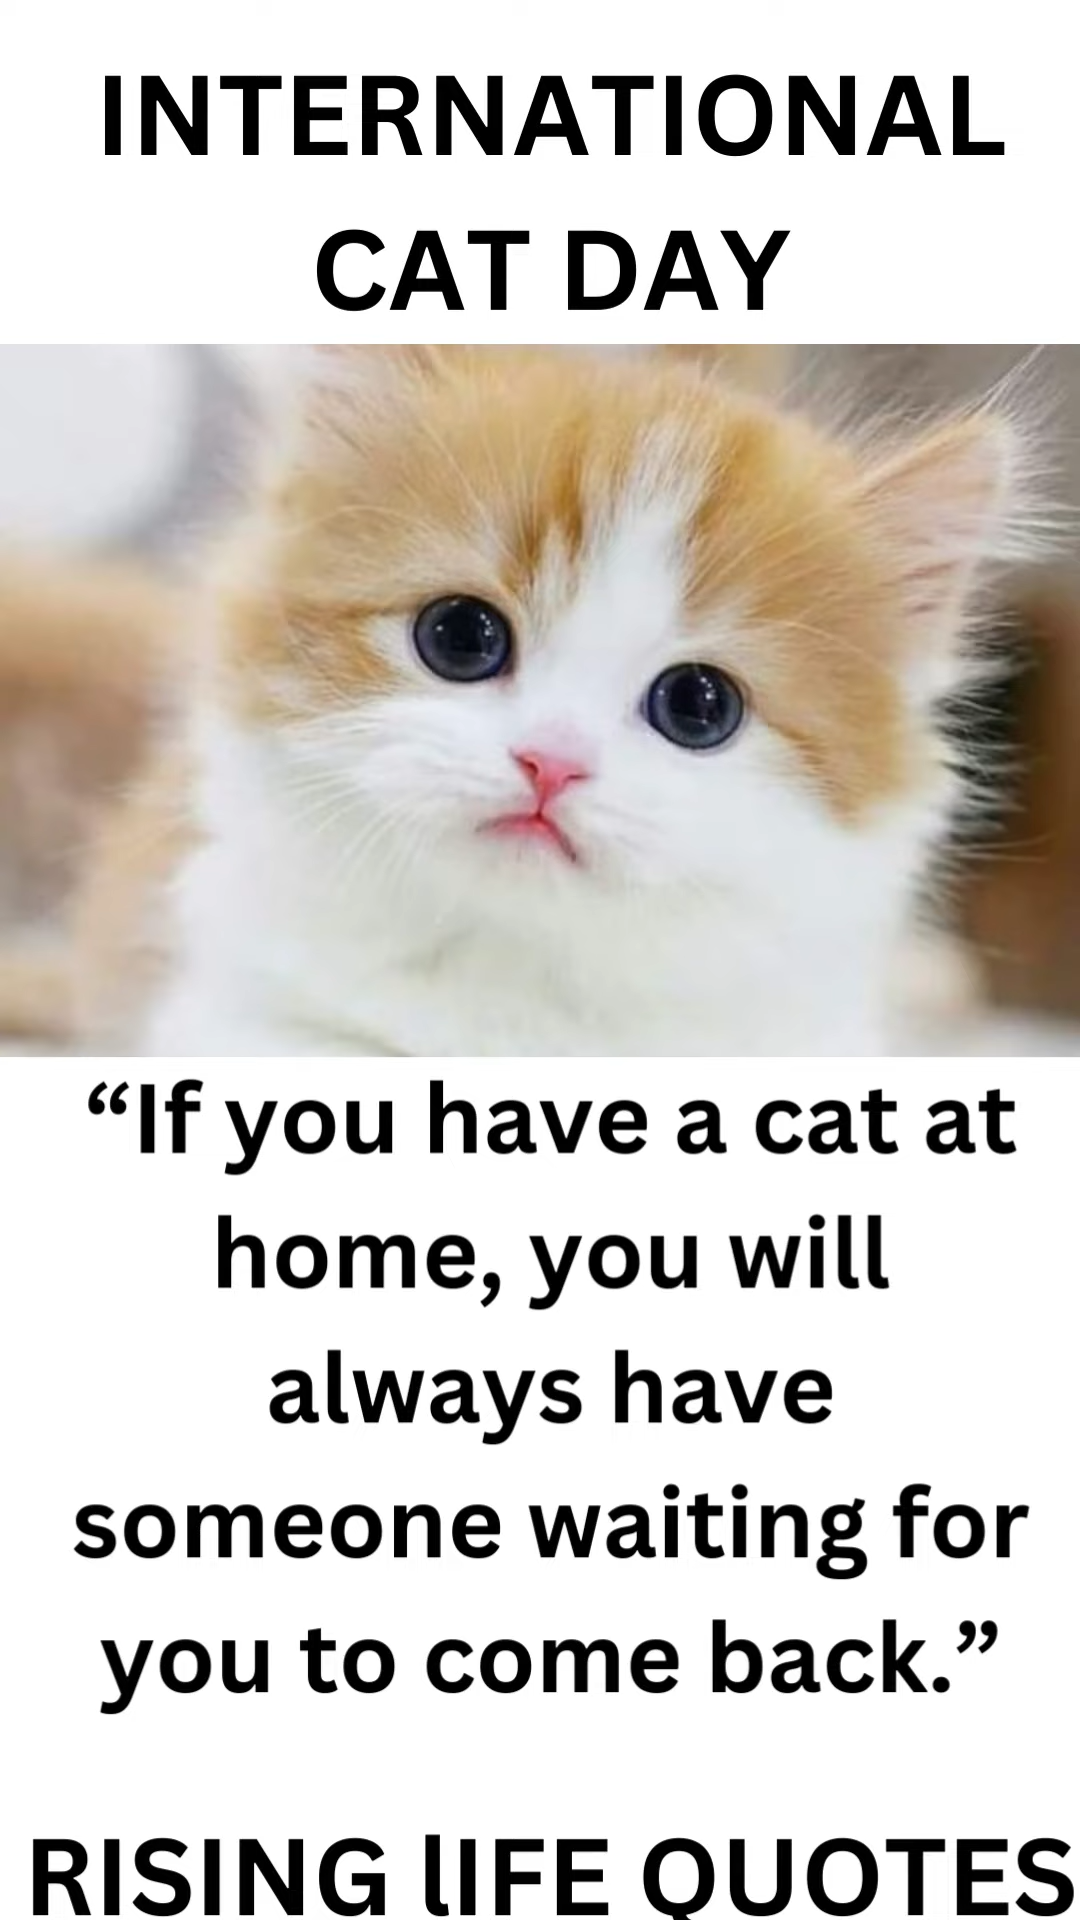 INTERNATIONAL
CAT DAY
“If you have a cat at
home, you will
always have
someone waiting for
you to come back.”
RISING lIFE QUOTES